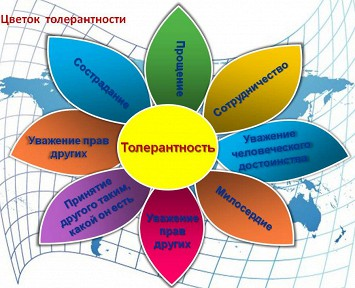 Цветок толерантности
Прощение
Сострадание
Сотрудничество
Уважение прав
других
Толерантность
Уважение
человеческого
достоинства
Принятие
другого таким,
какой он есть
Милосердие
Уважение
прав
других